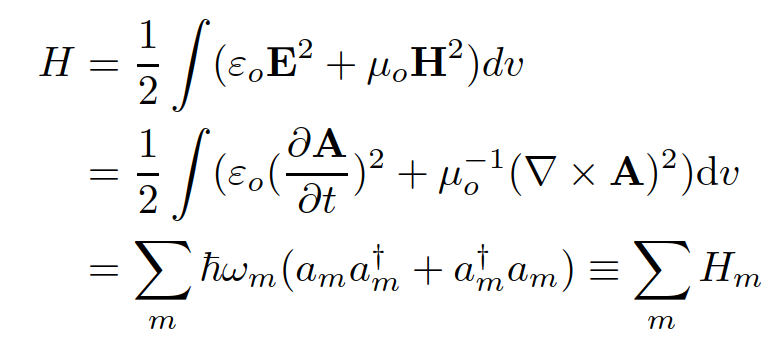 H = \frac{1}{2} \int (\varepsilon_o \mathbf{E}^2 + \mu_o \mathbf{H}^2) dv
= \frac{1}{2} \int (\varepsilon_o (\frac{\partial \mathbf{A}}{\partial t})^2 + \mu_o^{-1} (\nabla \times \mathbf{A})^2) \mathrm{d}v
= \sum_m \hbar \omega_m (a_m a_m^\dagger + a_m^\dagger a_m) \equiv \sum_m H_m